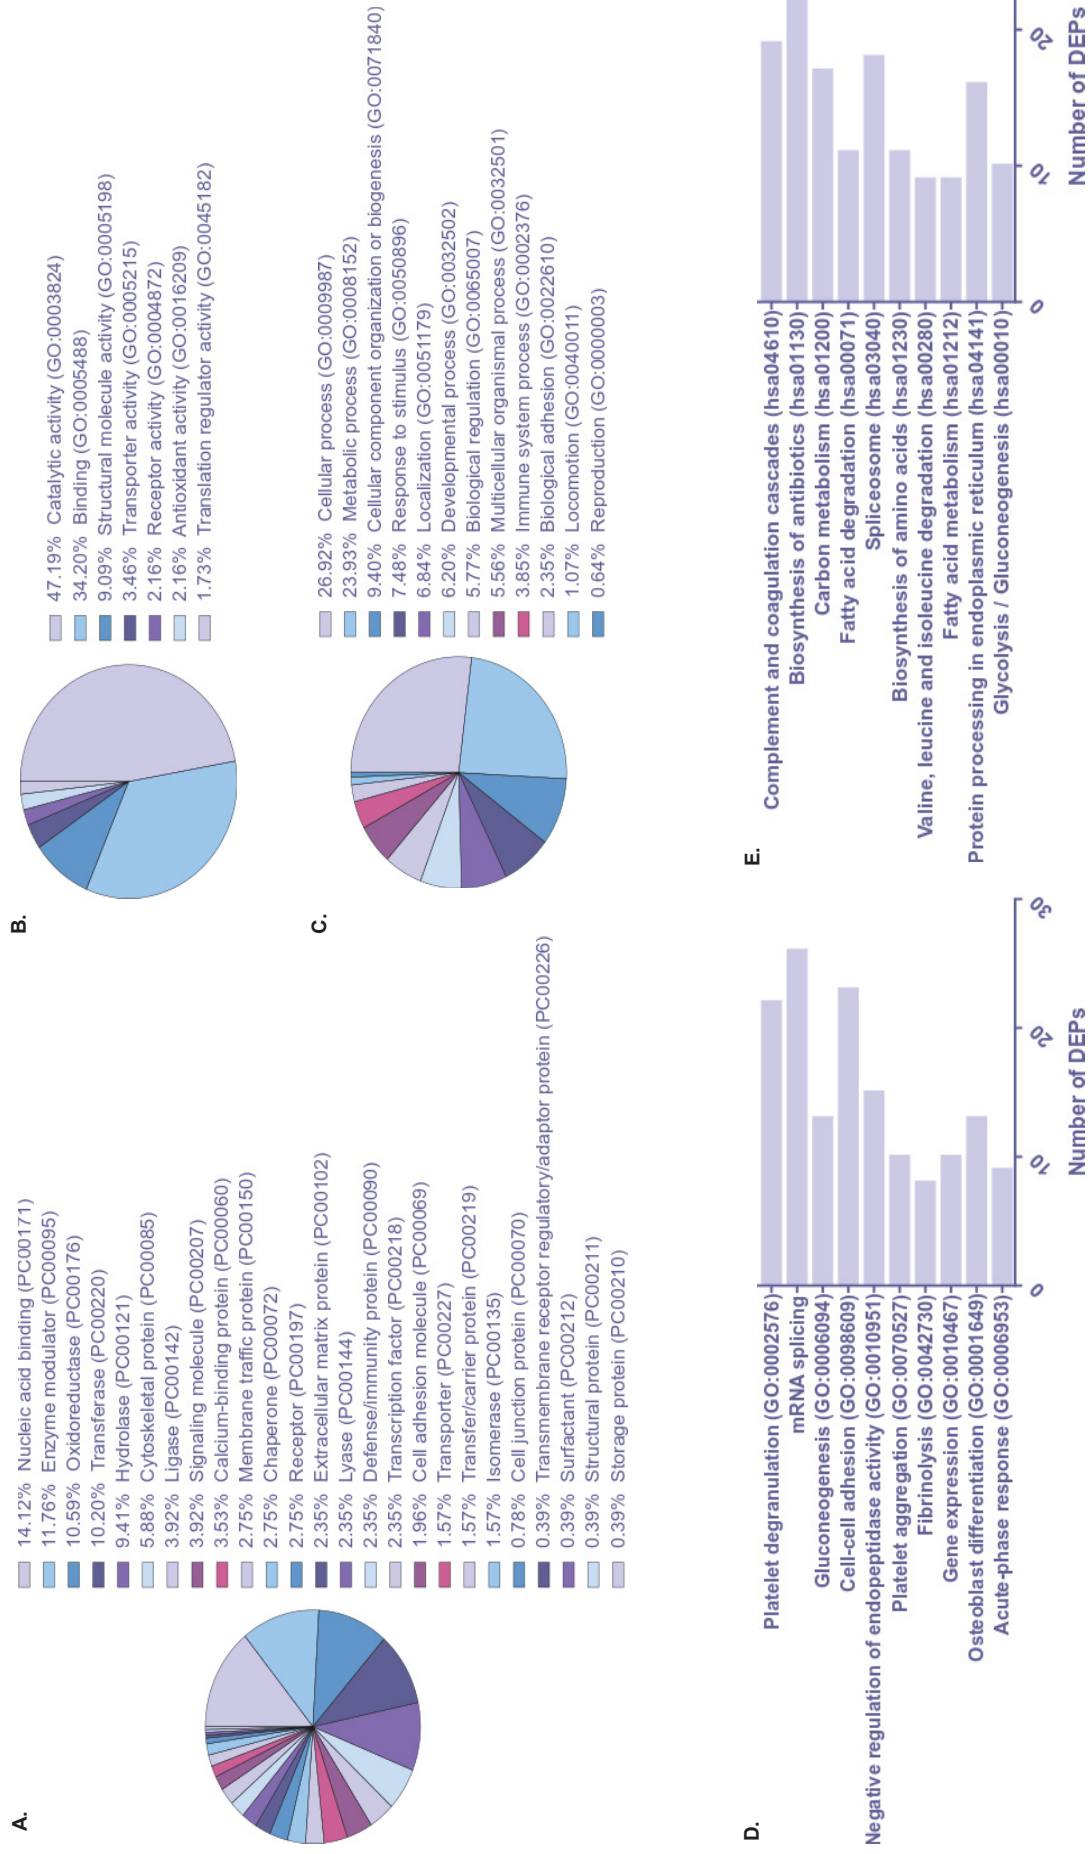 A.
14.12% Nucleic acid binding (PC00171)
11.76% Enzyme modulator (PC00095)
10.59% Oxidoreductase (PC00176)
10.20% Transferase (PC00220)
9.41% Hydrolase (PC00121)
5.88% Cytoskeletal protein (PC00085)
3.92% Ligase (PC00142)
3.92% Signaling molecule (PC00207)
3.53% Calcium-binding protein (PC00060)
2.75% Membrane traffic protein (PC00150)
2.75% Chaperone (PC00072)
2.75% Receptor (PC00197)
2.35% Extracellular matrix protein (PC00102)
2.35% Lyase (PC00144)
2.35% Defense/immunity protein (PC00090)
2.35% Transcription factor (PC00218)
1.96% Cell adhesion molecule (PC00069)
1.57% Transporter (PC00227)
1.57% Transfer/carrier protein (PC00219)
1.57% Isomerase (PC00135)
0.78% Cell junction protein (PC00070)
0.39% Transmembrane receptor regulatory/adaptor protein (PC00226)
0.39% Surfactant (PC00212)
0.39% Structural protein (PC00211)
0.39% Storage protein (PC00210)
B.
47.19% Catalytic activity (GO:0003824)
34.20% Binding (GO:0005488)
9.09% Structural molecule activity (GO:0005198)
3.46% Transporter activity (GO:0005215)
2.16% Receptor activity (GO:0004872)
2.16% Antioxidant activity (GO:0016209)
1.73% Translation regulator activity (GO:0045182)
C.
26.92% Cellular process (GO:0009987)
23.93% Metabolic process (GO:0008152)
9.40% Cellular component organization or biogenesis (GO:0071840)
7.48% Response to stimulus (GO:0050896)
6.84% Localization (GO:0051179)
6.20% Developmental process (GO:0032502)
5.77% Biological regulation (GO:0065007)
5.56% Multicellular organismal process (GO:0032501)
3.85% Immune system process (GO:0002376)
2.35% Biological adhesion (GO:0022610)
1.07% Locomotion (GO:0040011)
0.64% Reproduction (GO:0000003)
D.
Platelet degranulation (GO:0002576)
mRNA splicing
Gluconeogenesis (GO:0006094)
Cell-cell adhesion (GO:0098609)
Negative regulation of endopeptidase activity (GO:0010951)
Platelet aggregation (GO:0070527)
Fibrinolysis (GO:0042730)
Gene expression (GO:0010467)
Osteoblast differentiation (GO:0001649)
Acute-phase response (GO:0006953)
0 10 20 30
Number of DEPs
E.
Complement and coagulation cascades (hsa04610)
Biosynthesis of antibiotics (hsa01130)
Carbon metabolism (hsa01200)
Fatty acid degradation (hsa00071)
Spliceosome (hsa03040)
Biosynthesis of amino acids (hsa01230)
Valine, leucine and isoleucine degradation (hsa00280)
Fatty acid metabolism (hsa01212)
Protein processing in endoplasmic reticulum (hsa04141)
Glycolysis / Gluconeogenesis (hsa00010)
0 10 20
Number of DEPs